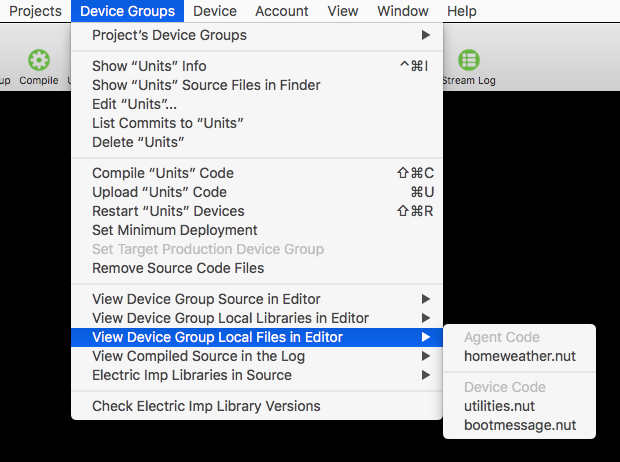 Projects Device Groups Device Account View Window Help
Project's Device Groups
Show “Units” Info ^⌘I
Show “Units” Source Files in Finder
Edit “Units”...
List Commits to “Units”
Delete “Units”
Compile “Units” Code ⇧⌘C
Upload “Units” Code ⌘U
Restart “Units” Devices ⇧⌘R
Set Minimum Deployment
Set Target Production Device Group
Remove Source Code Files
View Device Group Source in Editor
View Device Group Local Libraries in Editor
View Device Group Local Files in Editor
View Compiled Source in the Log
Electric Imp Libraries in Source
Check Electric Imp Library Versions
Compile
Stream Log
Agent Code
homeweather.nut
Device Code
utilities.nut
bootmessage.nut